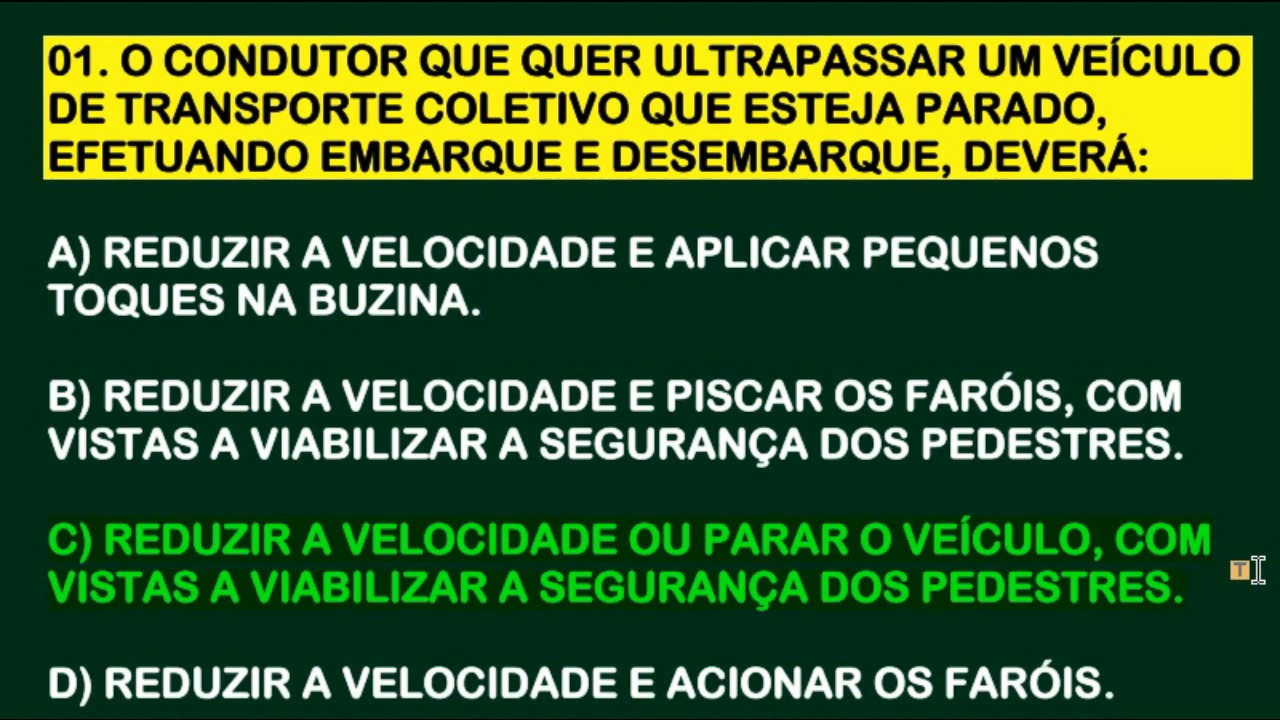 01. O CONDUTOR QUE QUER ULTRAPASSAR UM VEÍCULO
DE TRANSPORTE COLETIVO QUE ESTEJA PARADO,
EFETUANDO EMBARQUE E DESEMBARQUE, DEVERÁ:
A) REDUZIR A VELOCIDADE E APLICAR PEQUENOS
TOQUES NA BUZINA.
B) REDUZIR A VELOCIDADE E PISCAR OS FARÓIS, COM
VISTAS A VIABILIZAR A SEGURANÇA DOS PEDESTRES.
C) REDUZIR A VELOCIDADE OU PARAR O VEÍCULO, COM
VISTAS A VIABILIZAR A SEGURANÇA DOS PEDESTRES.
T
D) REDUZIR A VELOCIDADE E ACIONAR OS FARÓIS.